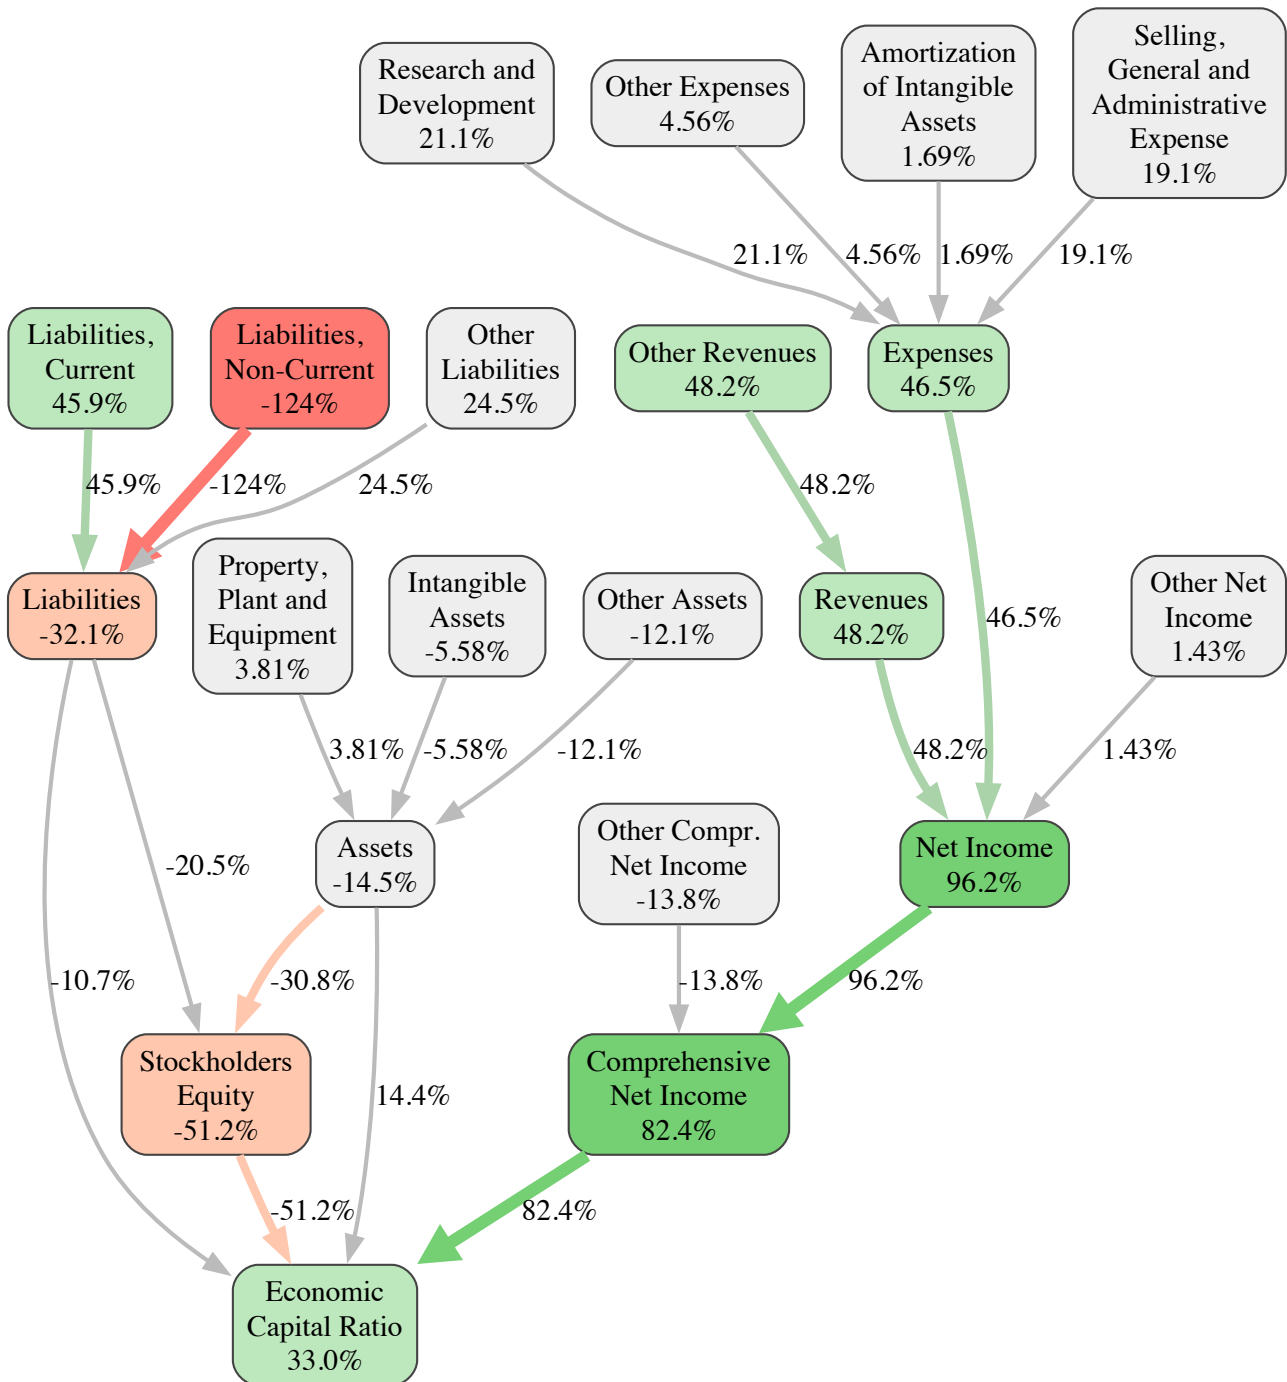 Research and
Development
21.1%
Other Expenses
4.56%
Amortization
of Intangible
Assets
1.69%
Selling,
General and
Administrative
Expense
19.1%
21.1%
4.56%
1.69%
19.1%
Liabilities,
Current
45.9%
Liabilities,
Non-Current
-124%
Other
Liabilities
24.5%
Other Revenues
48.2%
Expenses
46.5%
45.9%
-124%
24.5%
48.2%
Liabilities
-32.1%
Property,
Plant and
Equipment
3.81%
Intangible
Assets
-5.58%
Other Assets
-12.1%
Revenues
48.2%
46.5%
Other Net
Income
1.43%
3.81%
-5.58%
-12.1%
48.2%
1.43%
-20.5%
Assets
-14.5%
Other Compr.
Net Income
-13.8%
Net Income
96.2%
-10.7%
-30.8%
-13.8%
96.2%
Stockholders
Equity
-51.2%
14.4%
Comprehensive
Net Income
82.4%
-51.2%
82.4%
Economic
Capital Ratio
33.0%